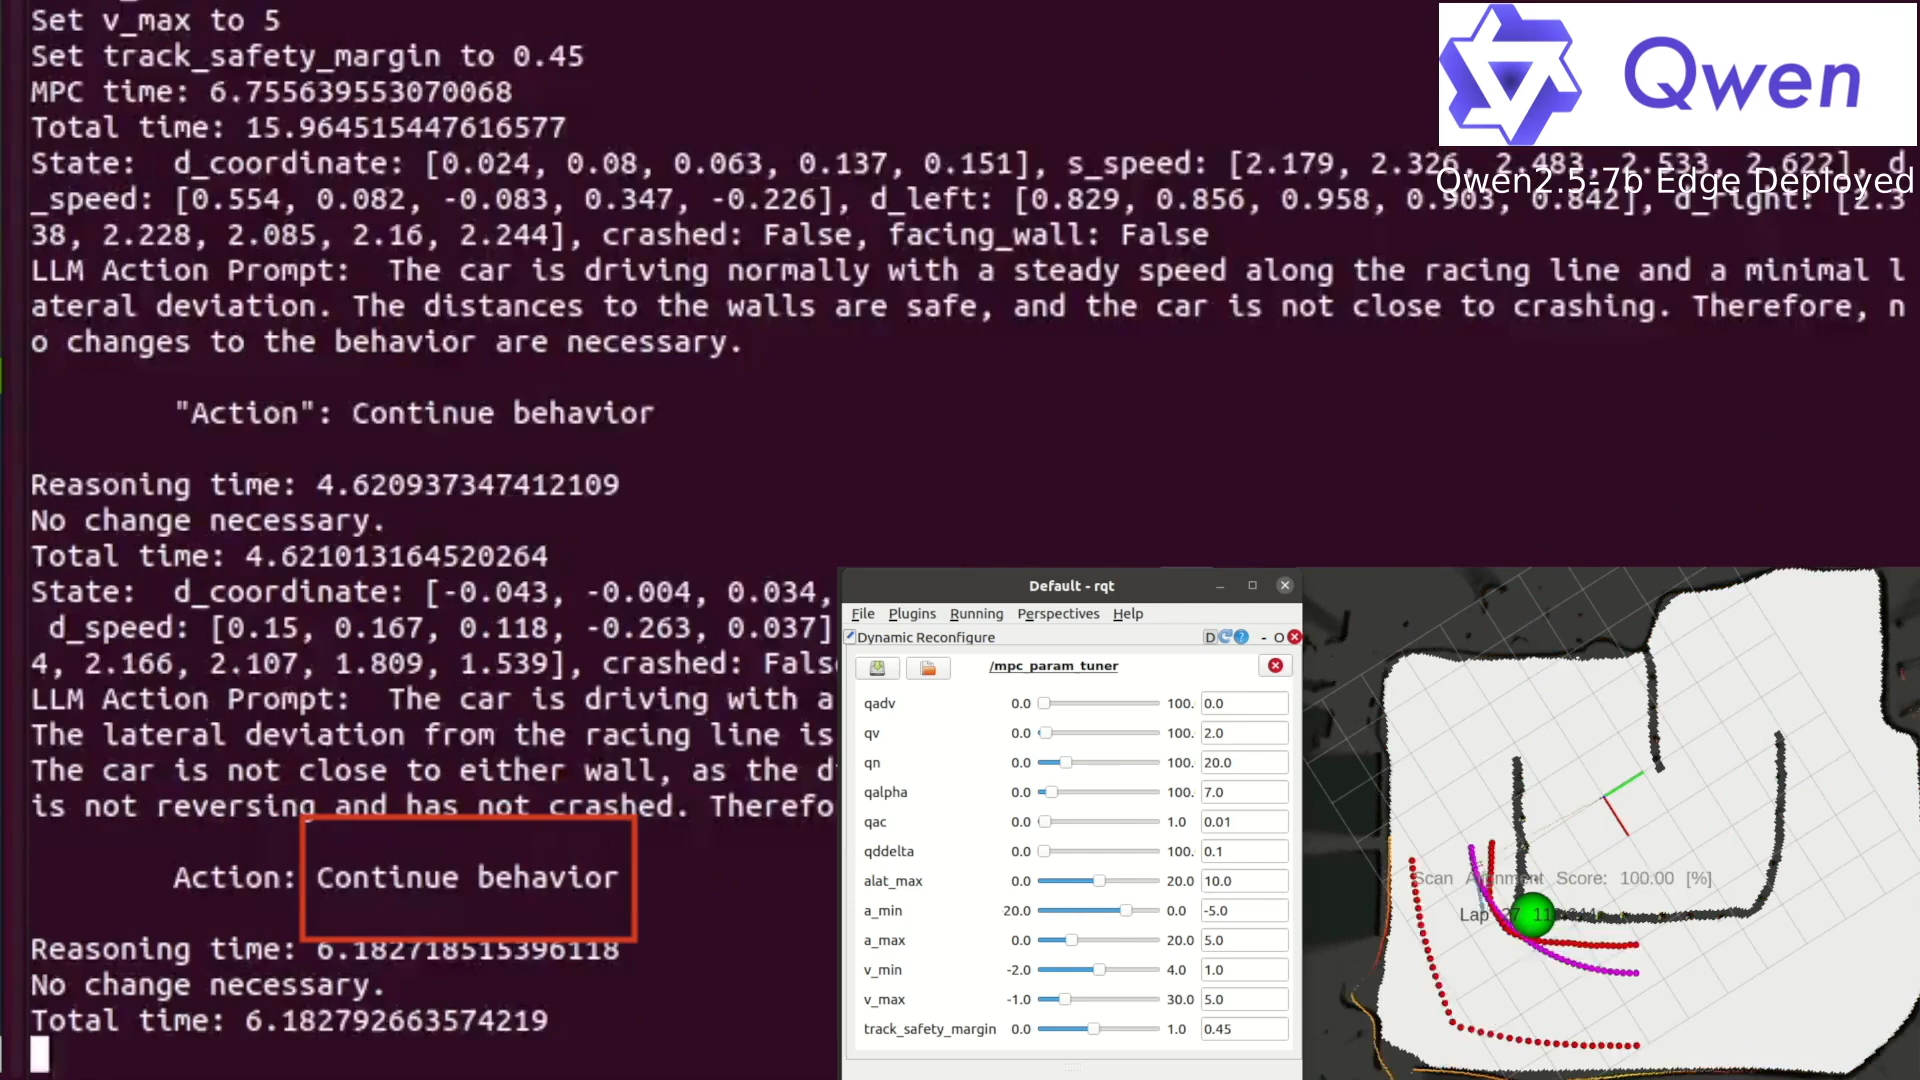 Set v_max to 5
Set track_safety_margin to 0.45
MPC time: 6.755639553070068
Total time: 15.964515447616577
State:  d_coordinate: [0.024, 0.08, 0.063, 0.137, 0.151], s_speed: [2.179, 2.326, 2.483, 2.533, 2.622], d
_speed: [0.554, 0.082, -0.083, 0.347, -0.226], d_left: [0.829, 0.856, 0.958, 0.903, 0.842], d_right: [2.3
38, 2.228, 2.085, 2.16, 2.244], crashed: False, facing_wall: False
LLM Action Prompt:  The car is driving normally with a steady speed along the racing line and a minimal l
ateral deviation. The distances to the walls are safe, and the car is not close to crashing. Therefore, n
o changes to the behavior are necessary.
"Action": Continue behavior
Reasoning time: 4.620937347412109
No change necessary.
Total time: 4.621013164520264
State:  d_coordinate: [-0.043, -0.004, 0.034,
d_speed: [0.15, 0.167, 0.118, -0.263, 0.037]
4, 2.166, 2.107, 1.809, 1.539], crashed: Fals
LLM Action Prompt:  The car is driving with a
The lateral deviation from the racing line is
The car is not close to either wall, as the d
is not reversing and has not crashed. Therefo
Action: Continue behavior
Reasoning time: 6.182718515396118
No change necessary.
Total time: 6.182792663574219
Qwen
Qwen2.5-7b Edge Deployed
Default - rqt
File Plugins Running Perspectives Help
Dynamic Reconfigure D - O
/mpc_param_tuner
qadv 0.0 100. 0.0
qv 0.0 100. 2.0
qn 0.0 100. 20.0
qalpha 0.0 100. 7.0
qac 0.0 1.0 0.01
qddelta 0.0 100. 0.1
alat_max 0.0 20.0 10.0
a_min 20.0 0.0 -5.0
a_max 0.0 20.0 5.0
v_min -2.0 4.0 1.0
v_max -1.0 30.0 5.0
track_safety_margin 0.0 1.0 0.45
Scan Alignment Score: 100.00 [%]
Lap